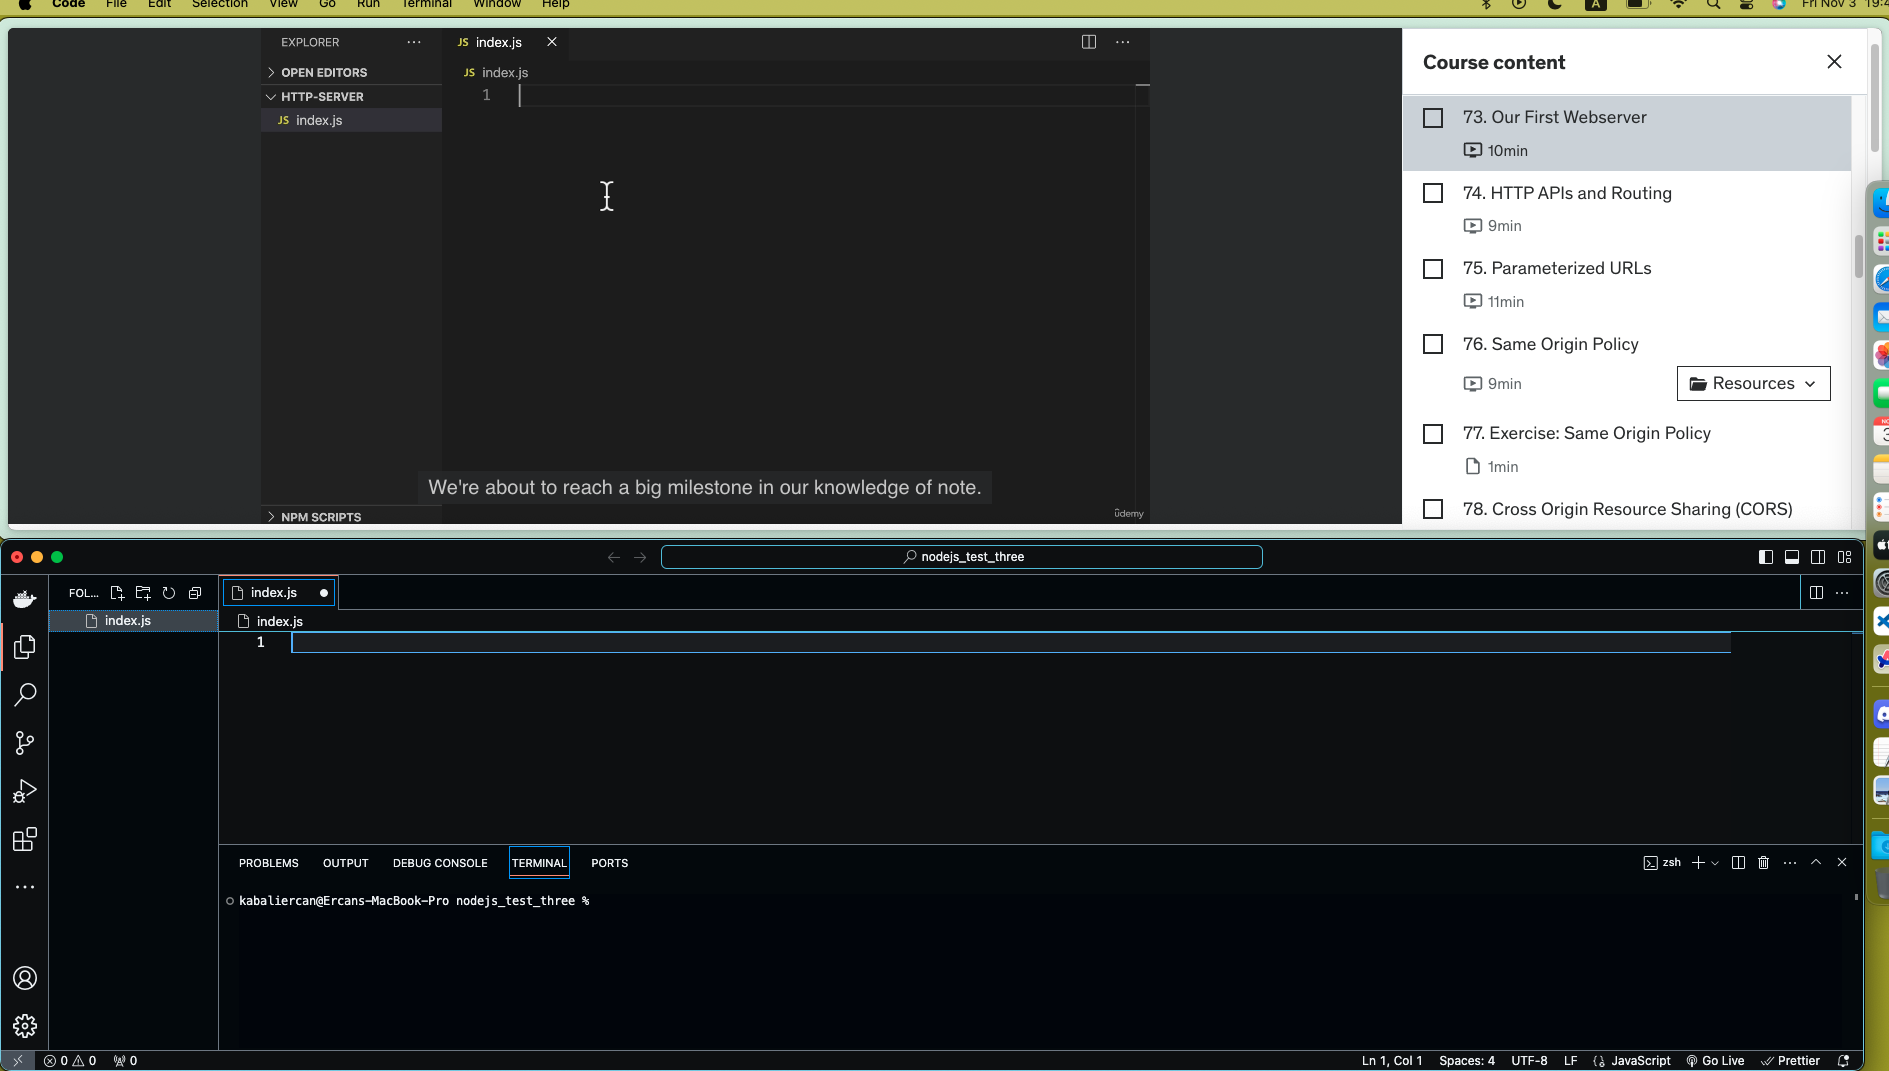 Code File Edit Selection View Go Run Terminal Window Help
A Fri Nov 3 19:4
EXPLORER
JS index.js
OPEN EDITORS
JS index.js
HTTP-SERVER
1
JS index.js
We're about to reach a big milestone in our knowledge of note.
NPM SCRIPTS
ûdemy
Course content
73. Our First Webserver
10min
74. HTTP APIs and Routing
9min
75. Parameterized URLs
11min
76. Same Origin Policy
9min
Resources
77. Exercise: Same Origin Policy
1min
78. Cross Origin Resource Sharing (CORS)
nodejs_test_three
FOL...
index.js
index.js
index.js
1
PROBLEMS OUTPUT DEBUG CONSOLE TERMINAL PORTS
zsh
kabaliercan@Ercans-MacBook-Pro nodejs_test_three %
0 0 0
Ln 1, Col 1 Spaces: 4 UTF-8 LF JavaScript Go Live Prettier